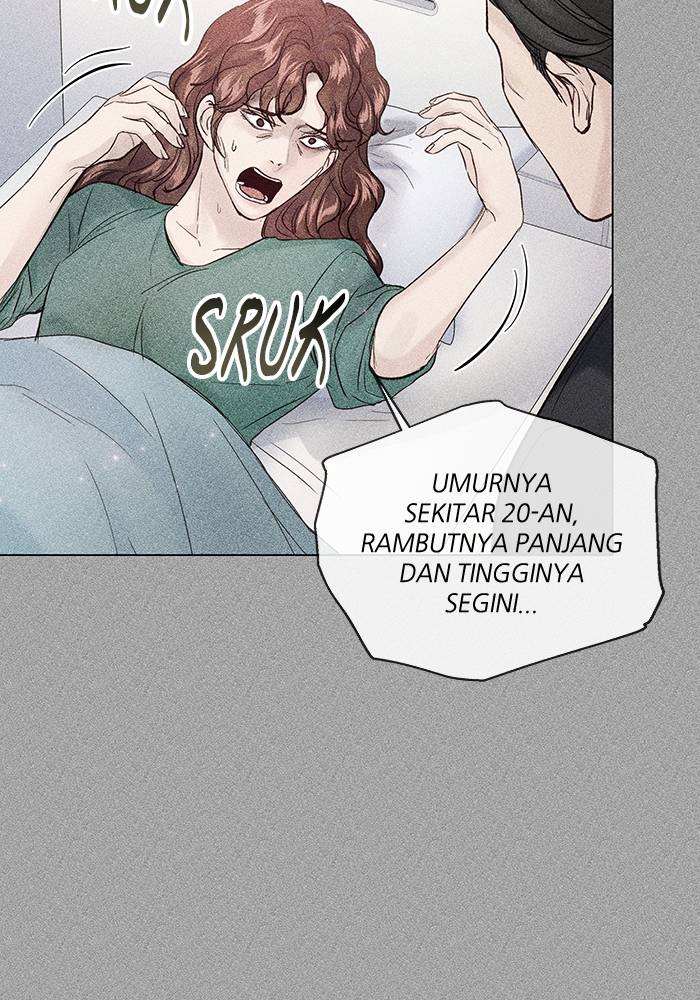 SRUK
UMURNYA
SEKITAR 20-AN,
RAMBUTNYA PANJANG
DAN TINGGINYA
SEGINI...